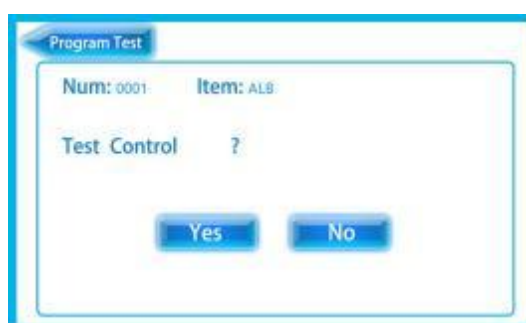 Program Test
Num: 0001 Item: ALB
Test Control ?
Yes No